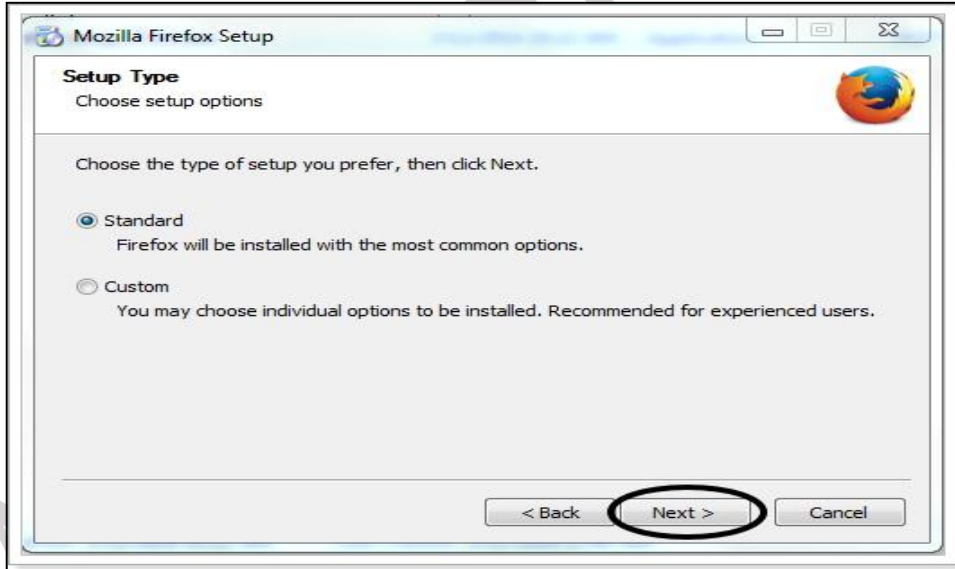 Mozilla Firefox Setup
Setup Type
Choose setup options
Choose the type of setup you prefer, then click Next.
Standard
Firefox will be installed with the most common options.
Custom
You may choose individual options to be installed. Recommended for experienced users.
< Back Next > Cancel